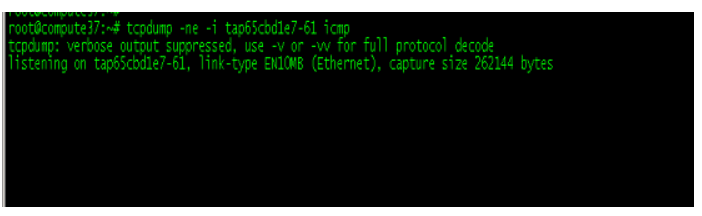 root@compute37:~#
root@compute37:~# tcpdump -ne -i tap65cbd1e7-61 icmp
tcpdump: verbose output suppressed, use -v or -vv for full protocol decode
listening on tap65cbd1e7-61, link-type EN10MB (Ethernet), capture size 262144 bytes